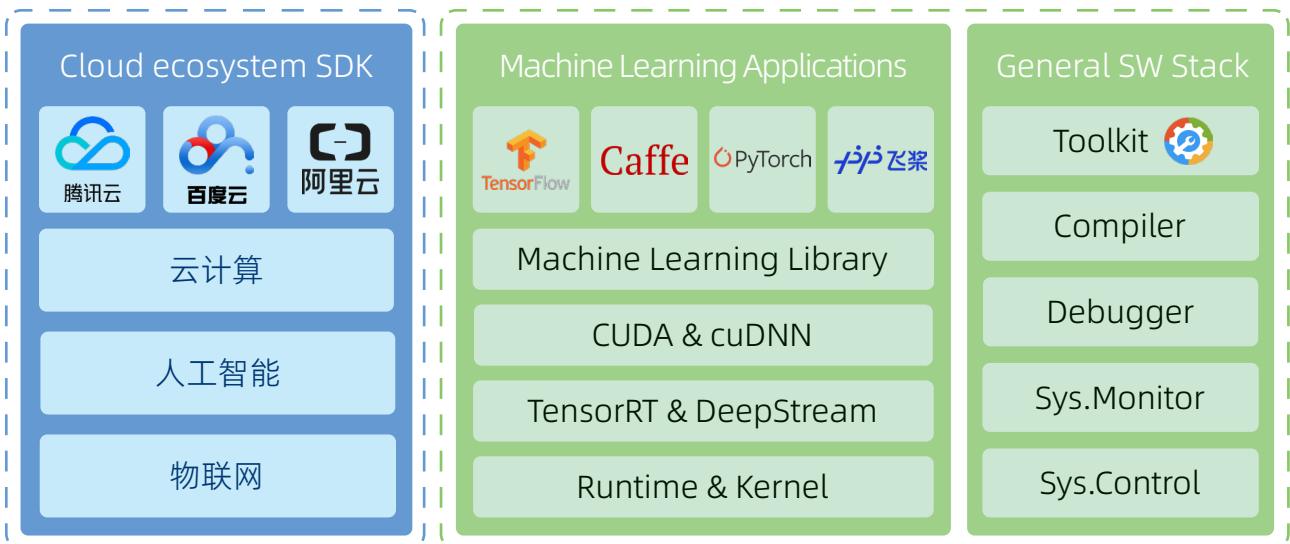 Cloud ecosystem SDK
腾讯云
百度云
阿里云
云计算
人工智能
物联网
Machine Learning Applications
TensorFlow
Caffe
PyTorch
飞桨
Machine Learning Library
CUDA & cuDNN
TensorRT & DeepStream
Runtime & Kernel
General SW Stack
Toolkit
Compiler
Debugger
Sys.Monitor
Sys.Control